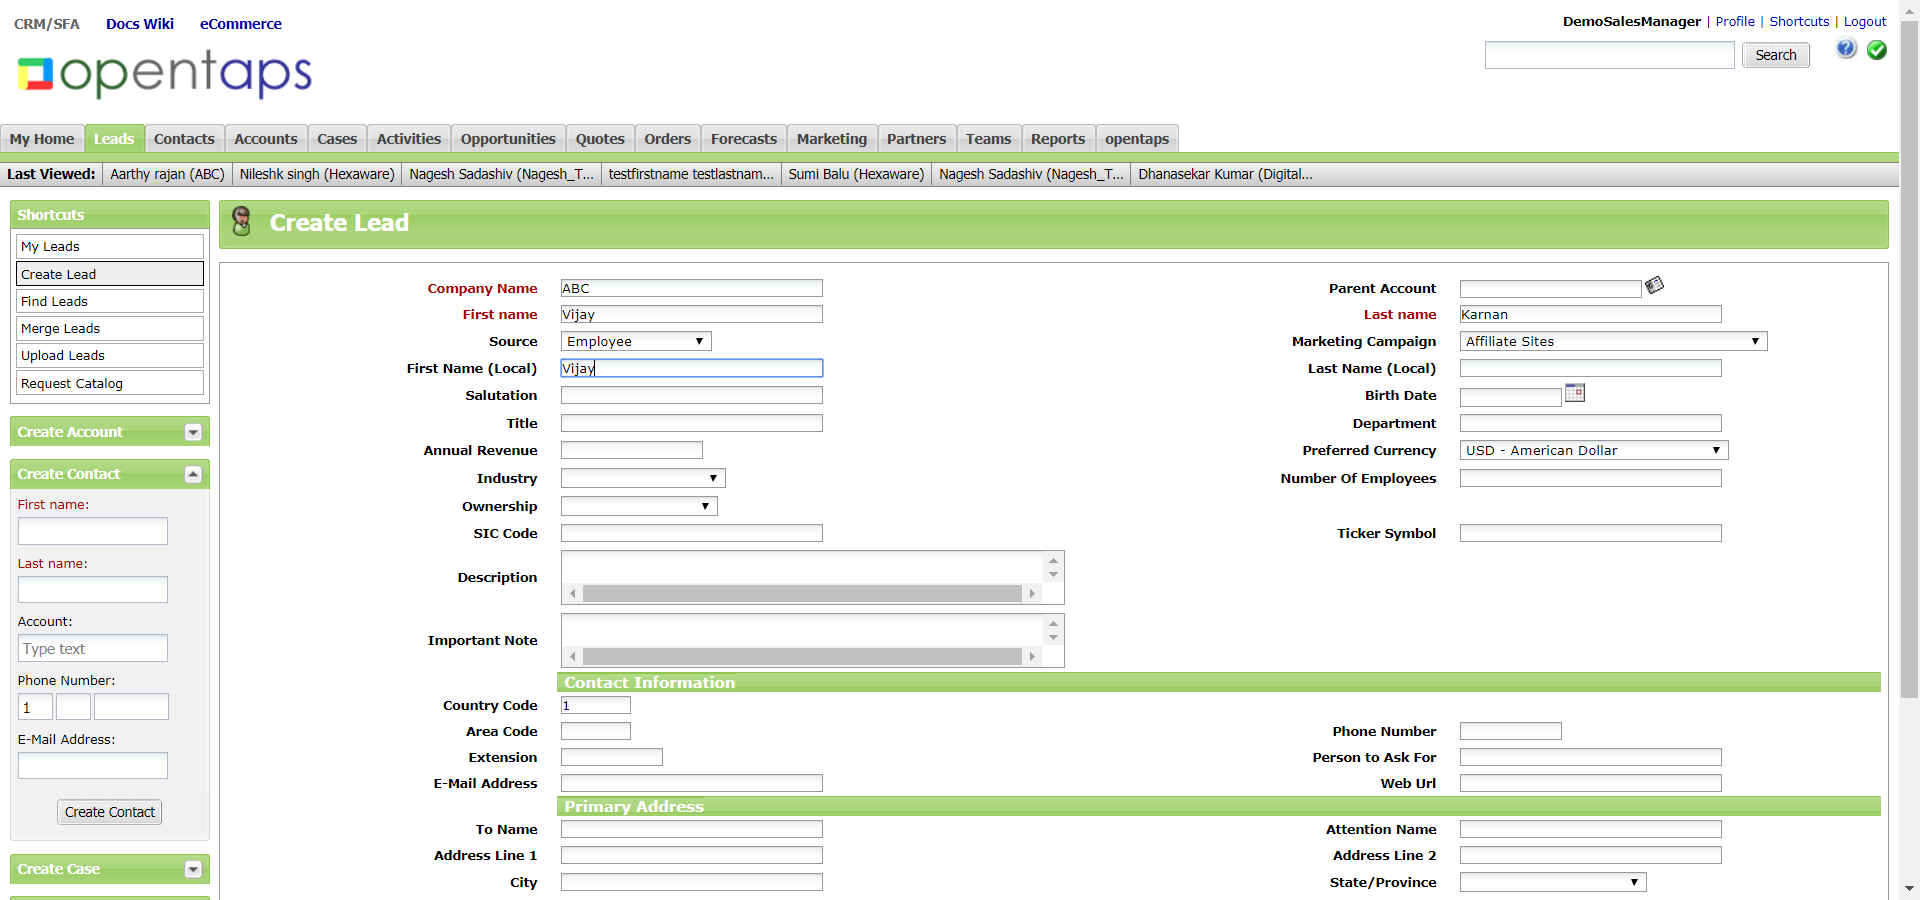 CRM/SFA Docs Wiki eCommerce
DemoSalesManager | Profile | Shortcuts | Logout
opentaps
Search
My Home Leads Contacts Accounts Cases Activities Opportunities Quotes Orders Forecasts Marketing Partners Teams Reports opentaps
Last Viewed: Aarthy rajan (ABC) Nileshk singh (Hexaware) Nagesh Sadashiv (Nagesh_T... testfirstname testlastnam... Sumi Balu (Hexaware) Nagesh Sadashiv (Nagesh_T... Dhanasekar Kumar (Digital...
Shortcuts
My Leads
Create Lead
Find Leads
Merge Leads
Upload Leads
Request Catalog
Create Account
Create Contact
First name:
Last name:
Account:
Type text
Phone Number:
1
E-Mail Address:
Create Contact
Create Case
Create Lead
Company Name ABC Parent Account
First name Vijay Last name Karnan
Source Employee Marketing Campaign Affiliate Sites
First Name (Local) Vijay Last Name (Local)
Salutation Birth Date
Title Department
Annual Revenue Preferred Currency USD - American Dollar
Industry Number Of Employees
Ownership
SIC Code Ticker Symbol
Description
Important Note
Contact Information
Country Code 1
Area Code Phone Number
Extension Person to Ask For
E-Mail Address Web Url
Primary Address
To Name Attention Name
Address Line 1 Address Line 2
City State/Province